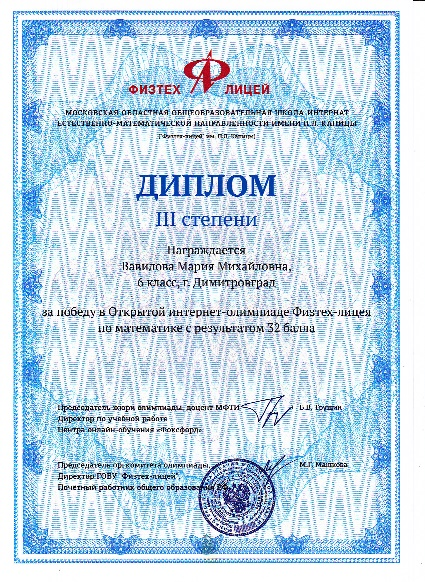 ФИЗТЕХ ЛИЦЕЙ
МОСКОВСКАЯ ОБЛАСТНАЯ ОБЩЕОБРАЗОВАТЕЛЬНАЯ ШКОЛА-ИНТЕРНАТ
ЕСТЕСТВЕННО-МАТЕМАТИЧЕСКОЙ НАПРАВЛЕННОСТИ ИМЕНИ П.Л. КАПИЦЫ
("Физтех-лицей" им. П.Л. Капицы)
ДИПЛОМ
III степени
Награждается
Вавилова Мария Михайловна,
6 класс, г. Димитровград
за победу в Открытой интернет-олимпиаде Физтех-лицея
по математике с результатом 32 балла
Председатель жюри олимпиады, доцент МФТИ Б.В. Трушин
Директор по учебной работе
Центра онлайн-обучения «Фоксфорд»
Председатель оргкомитета олимпиады, М.Г. Машкова
Директор ГОБУ "Физтех-лицей",
Почетный работник общего образования РФ